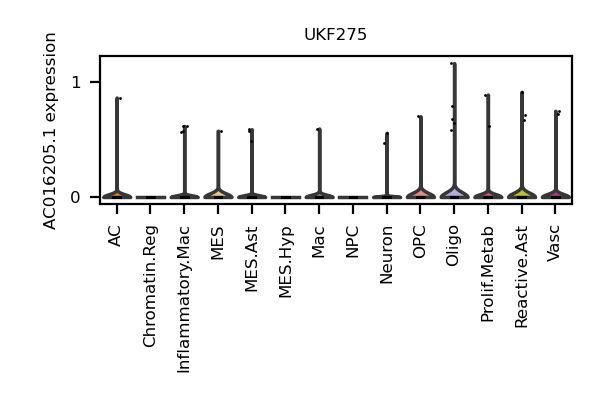 UKF275
AC016205.1 expression
1
0
AC
Chromatin.Reg
Inflammatory.Mac
MES
MES.Ast
MES.Hyp
Mac
NPC
Neuron
OPC
Oligo
Prolif.Metab
Reactive.Ast
Vasc